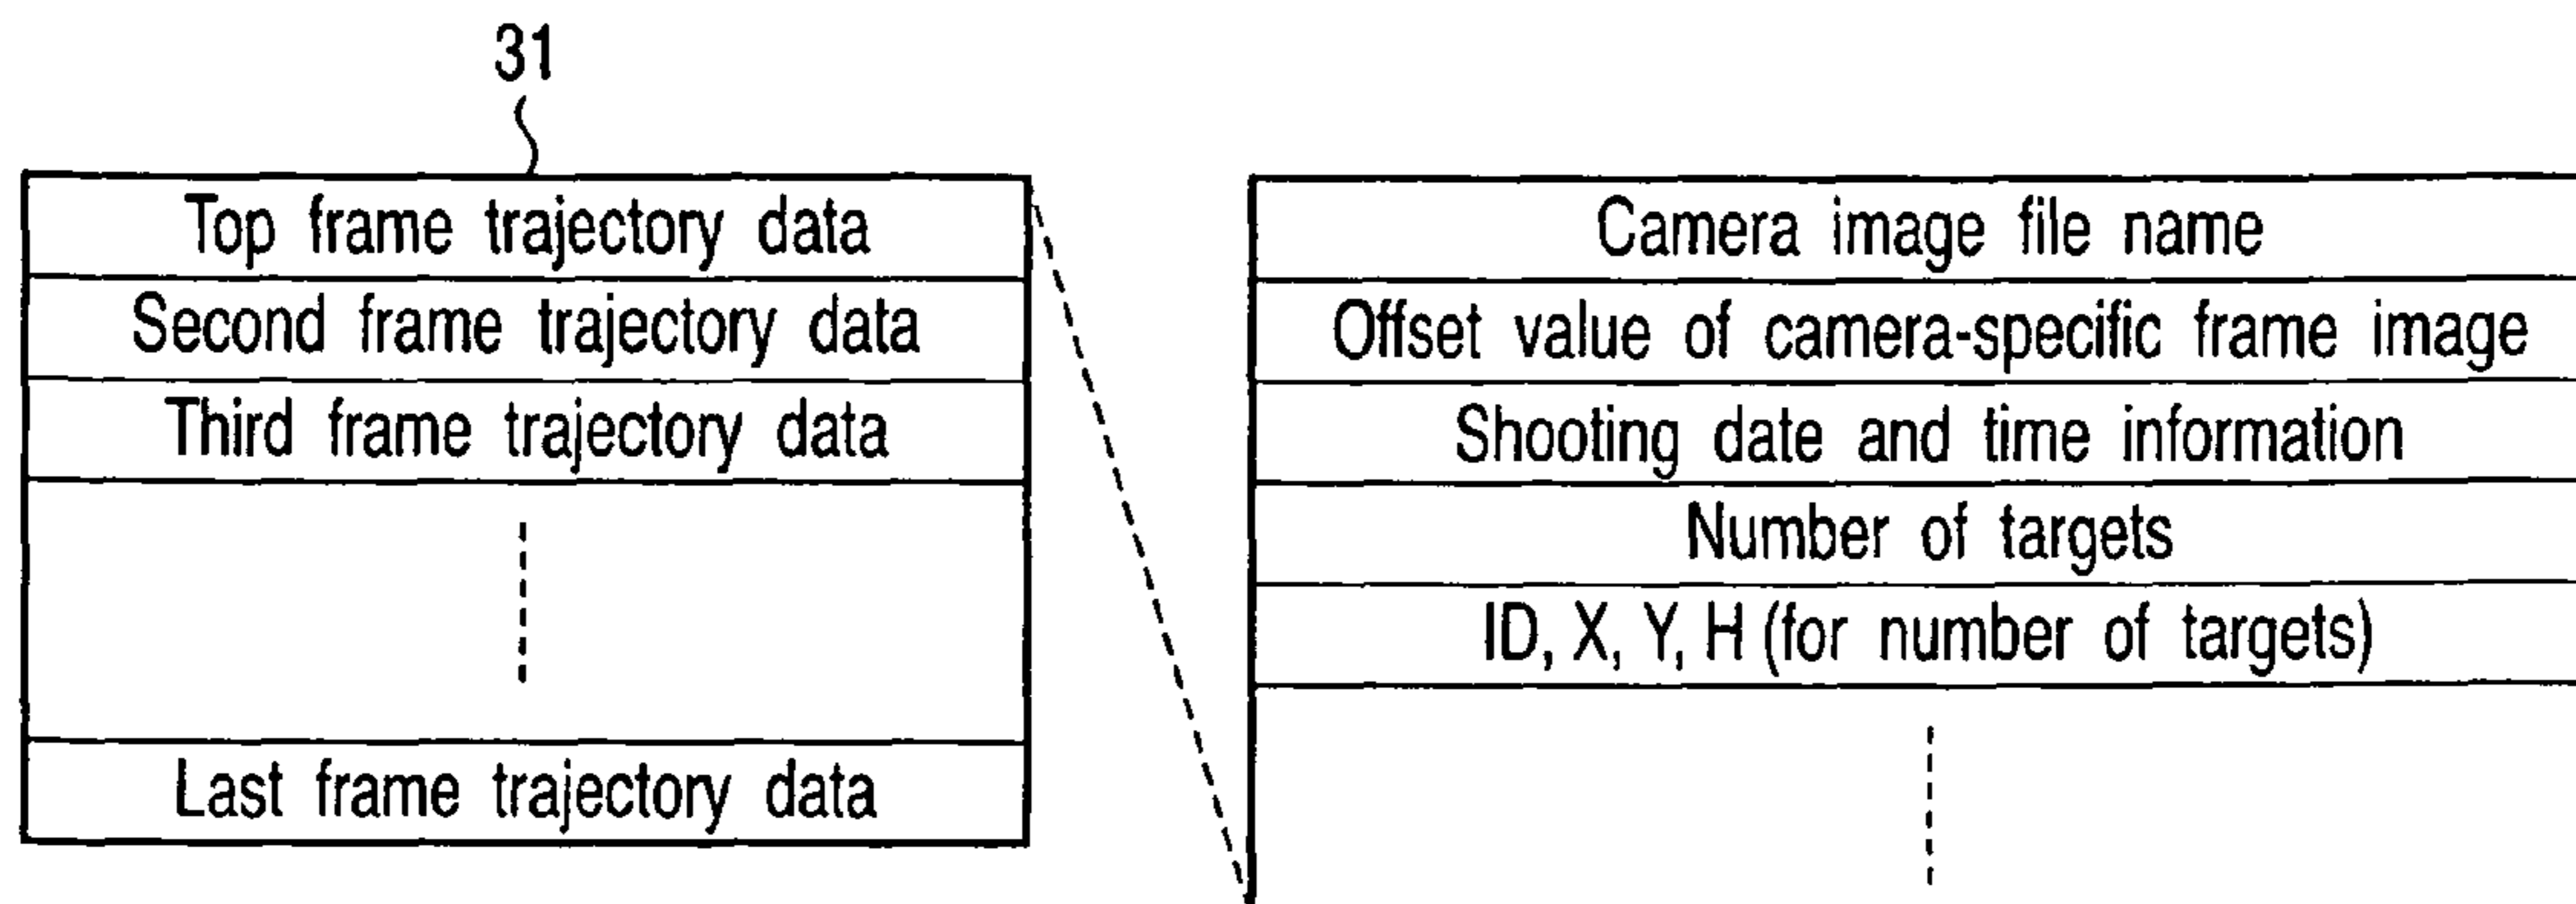 31
Top frame trajectory data
Second frame trajectory data
Third frame trajectory data
Last frame trajectory data
Camera image file name
Offset value of camera-specific frame image
Shooting date and time information
Number of targets
ID, X, Y, H (for number of targets)